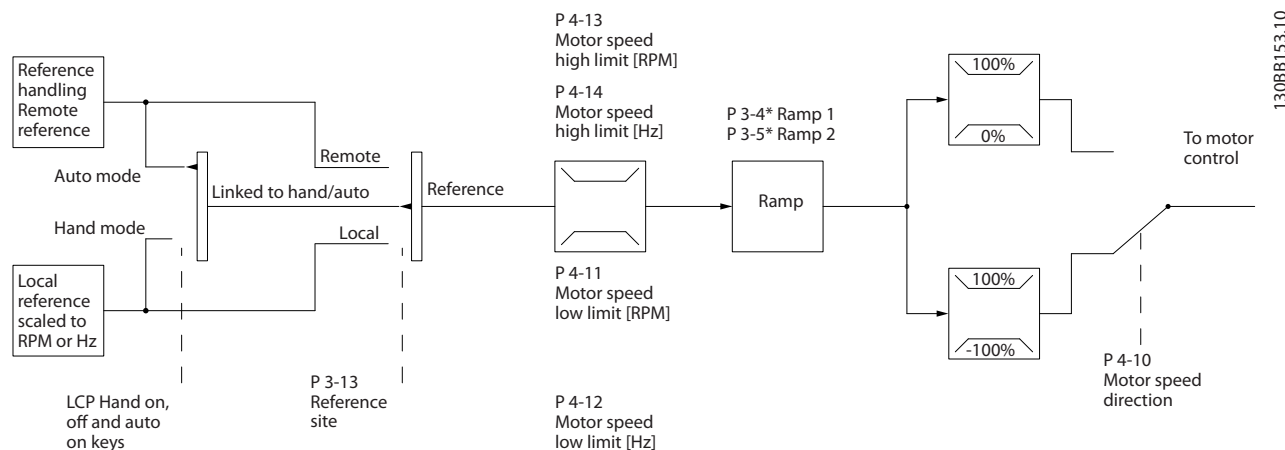 130BB153.10
P 4-13
Motor speed
high limit [RPM]
P 4-14
Motor speed
high limit [Hz]
Reference
handling
Remote
reference
P 3-4* Ramp 1
P 3-5* Ramp 2
100%
0%
To motor
control
Remote
Auto mode
Linked to hand/auto
Reference
Ramp
Hand mode
Local
Local
reference
scaled to
RPM or Hz
P 4-11
Motor speed
low limit [RPM]
100%
-100%
P 4-10
Motor speed
direction
P 3-13
Reference
site
LCP Hand on,
off and auto
on keys
P 4-12
Motor speed
low limit [Hz]